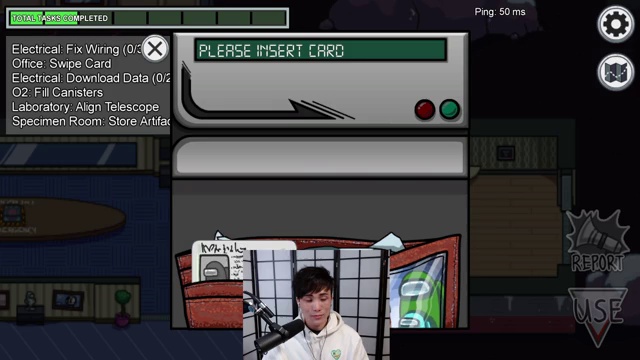 TOTAL TASKS COMPLETED
Ping: 50 ms
Electrical: Fix Wiring (0/3
Office: Swipe Card
Electrical: Download Data (0/2
O2: Fill Canisters
Laboratory: Align Telescope
Specimen Room: Store Artifac
PLEASE INSERT CARD
REPORT
USE